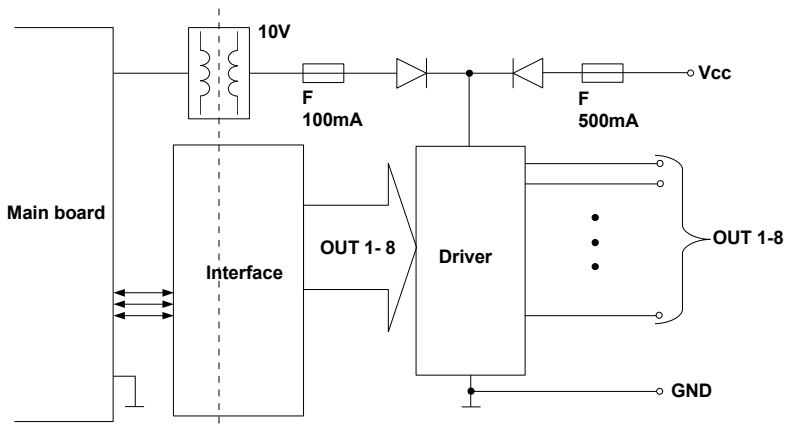 10V
Vcc
F
100mA
F
500mA
Main board
Interface
OUT 1- 8
Driver
OUT 1-8
GND